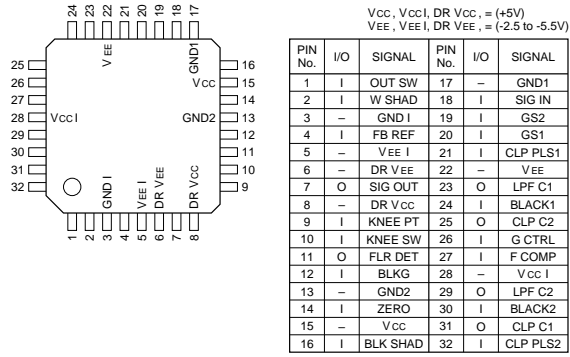 VCC, VCCI, DR VCC, = (+5V)
VEE, VEE I, DR VEE, = (-2.5 to -5.5V)
24 23 22 21 20 19 18 17
VEE
GND1
25
26
27
28
29
30
31
32
VCC I
VCC
GND2
16
15
14
13
12
11
10
9
GND I
VEE I
DR VEE
DR VCC
1 2 3 4 5 6 7 8
PIN No. I/O SIGNAL PIN No. I/O SIGNAL
1 I OUT SW 17 – GND1
2 I W SHAD 18 I SIG IN
3 – GND I 19 I GS2
4 I FB REF 20 I GS1
5 – VEE I 21 I CLP PLS1
6 – DR VEE 22 – VEE
7 O SIG OUT 23 O LPF C1
8 – DR VCC 24 I BLACK1
9 I KNEE PT 25 O CLP C2
10 I KNEE SW 26 I G CTRL
11 O FLR DET 27 I F COMP
12 I BLKG 28 – VCC I
13 – GND2 29 O LPF C2
14 I ZERO 30 I BLACK2
15 – VCC 31 O CLP C1
16 I BLK SHAD 32 I CLP PLS2